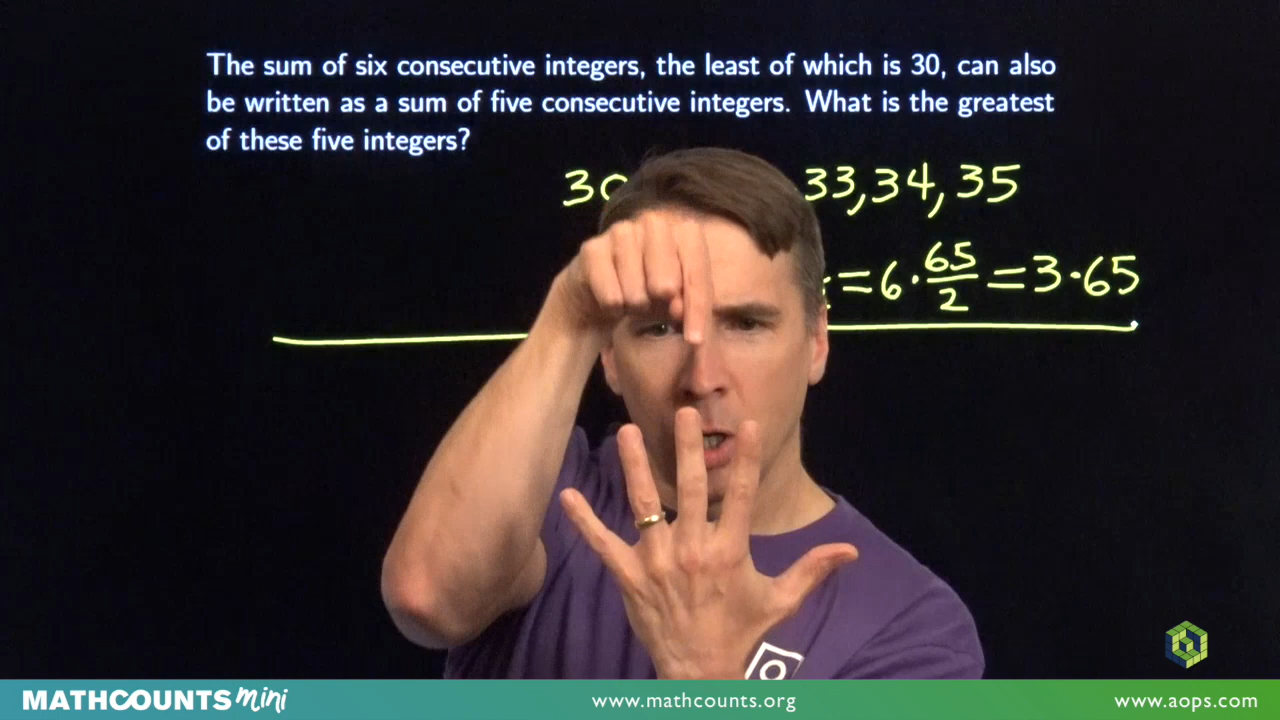 The sum of six consecutive integers, the least of which is 30, can also
be written as a sum of five consecutive integers. What is the greatest
of these five integers?
30 33, 34, 35
= 6 · 65/2 = 3 · 65
MATHCOUNTS mini www.mathcounts.org www.aops.com